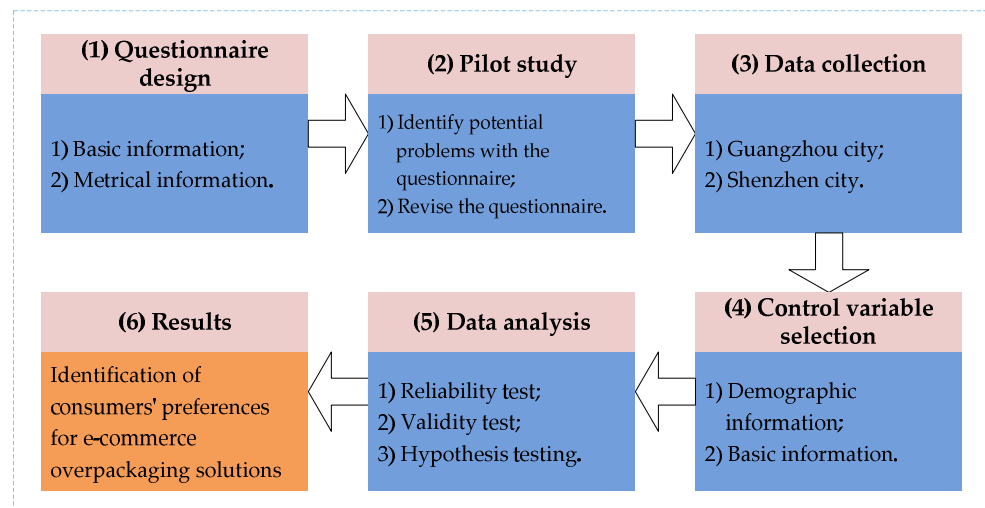 (1) Questionnaire
design
1) Basic information;
2) Metrical information.
(2) Pilot study
1) Identify potential
problems with the
questionnaire;
2) Revise the questionnaire.
(3) Data collection
1) Guangzhou city;
2) Shenzhen city.
(4) Control variable
selection
1) Demographic
information;
2) Basic information.
(5) Data analysis
1) Reliability test;
2) Validity test;
3) Hypothesis testing.
(6) Results
Identification of
consumers' preferences
for e-commerce
overpackaging solutions